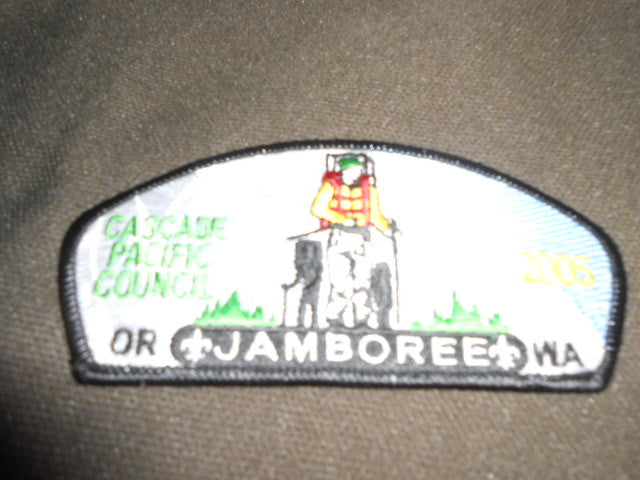 CASCADE
PACIFIC
COUNCIL
2005
OR JAMBOREE WA